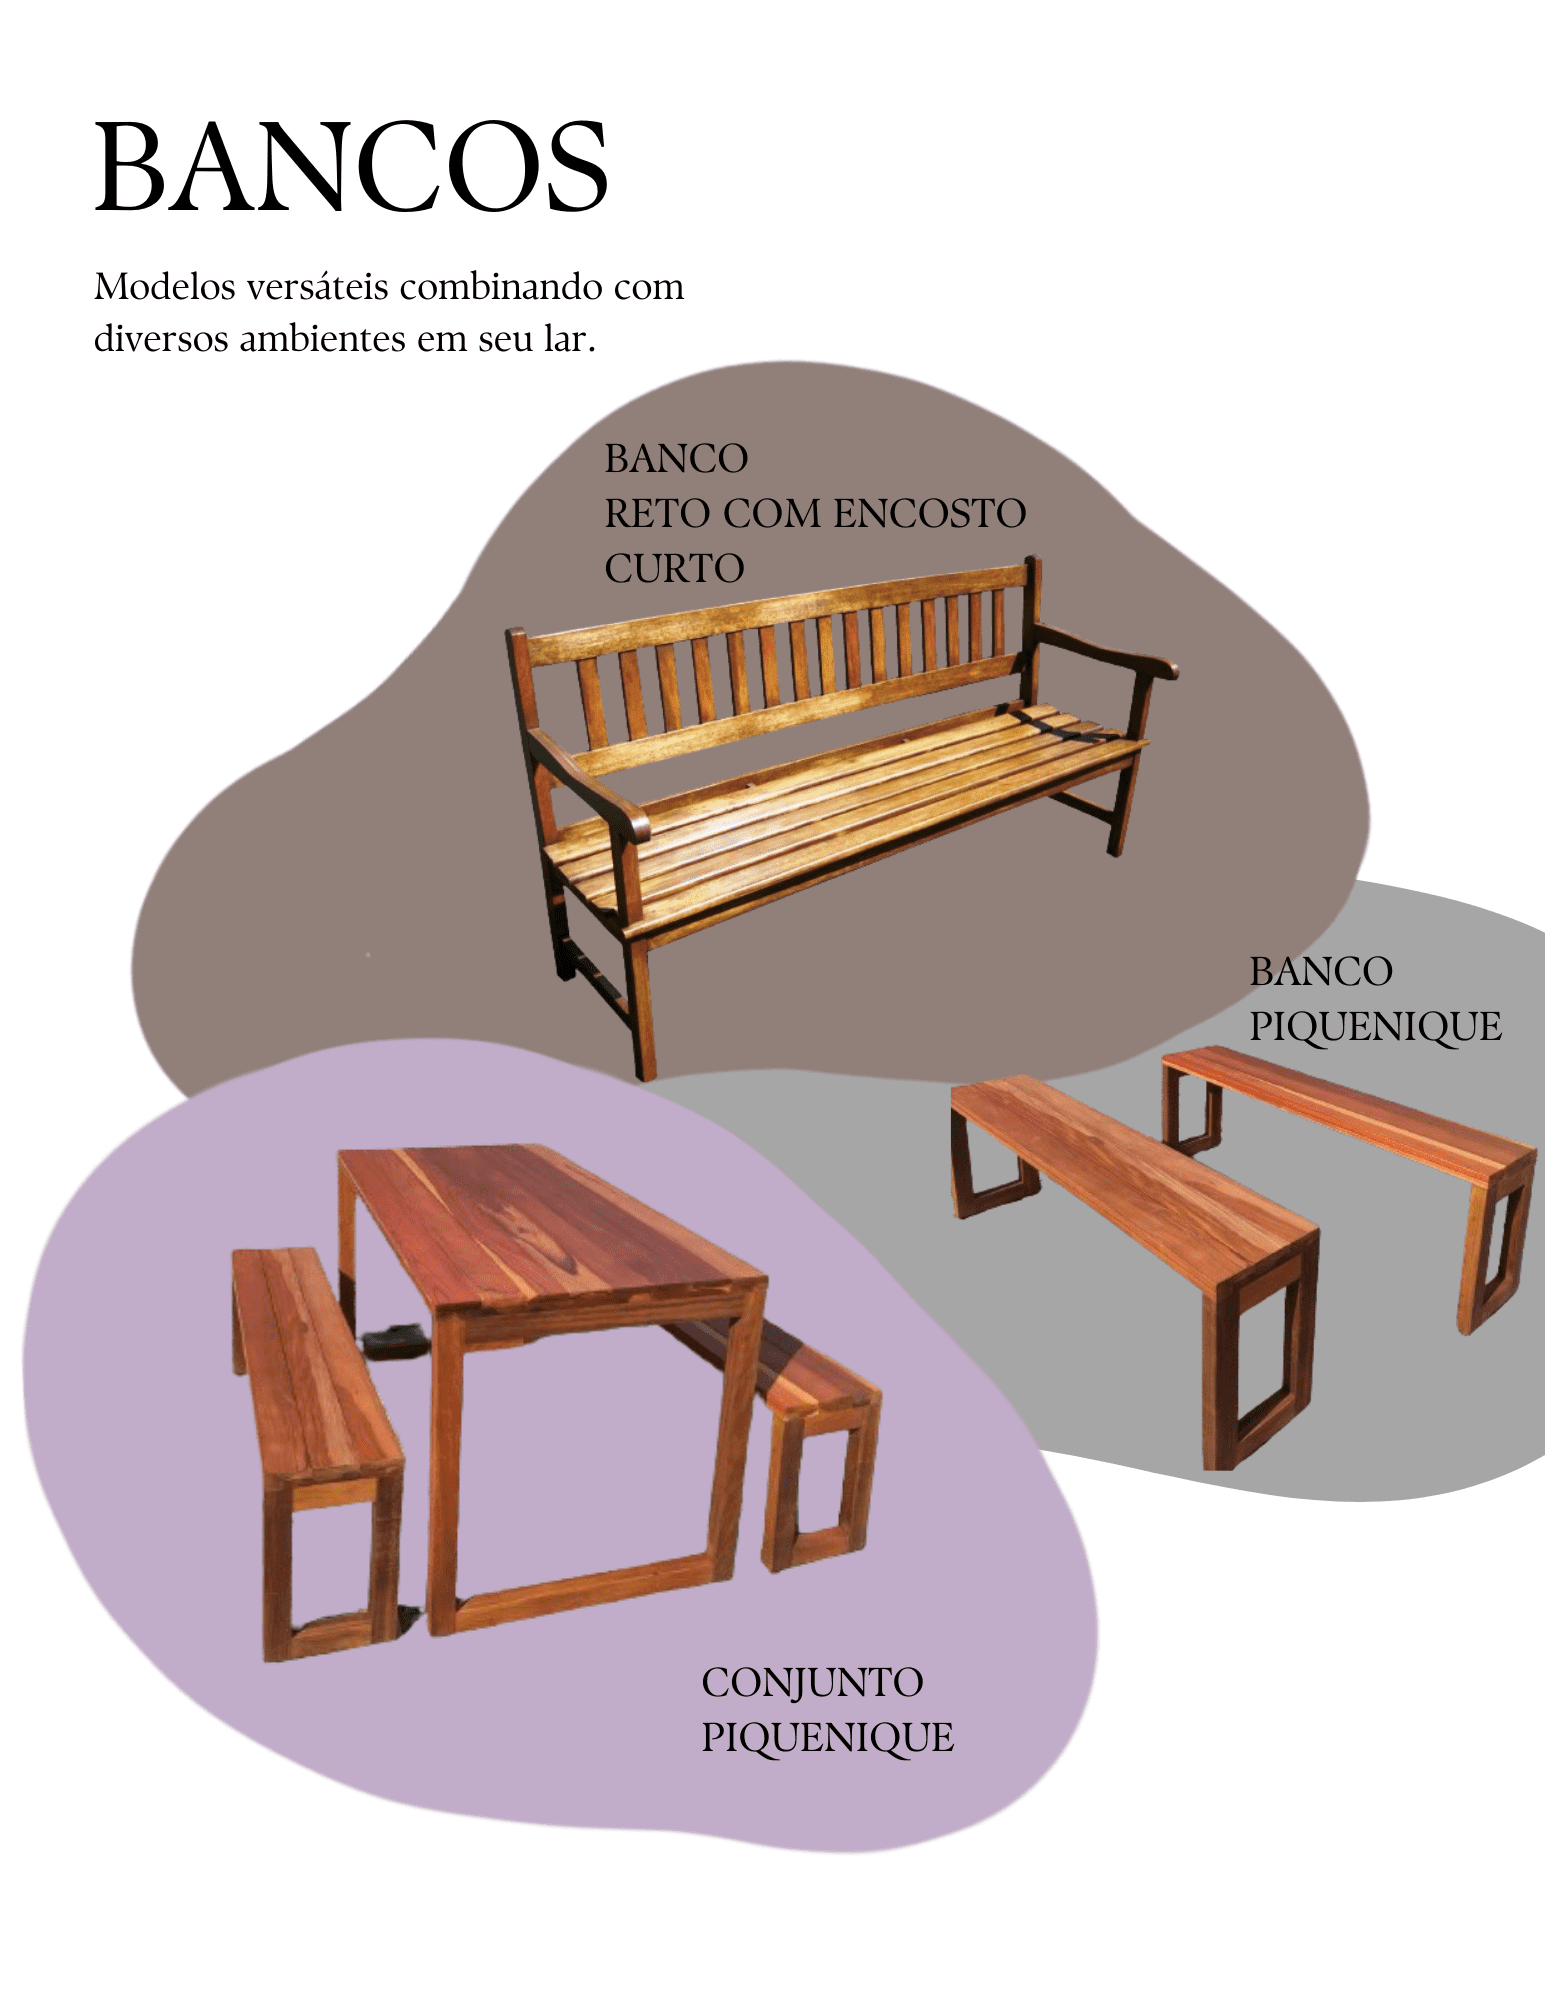 BANCOS
Modelos versáteis combinando com
diversos ambientes em seu lar.
BANCO
RETO COM ENCOSTO
CURTO
BANCO
PIQUENIQUE
CONJUNTO
PIQUENIQUE